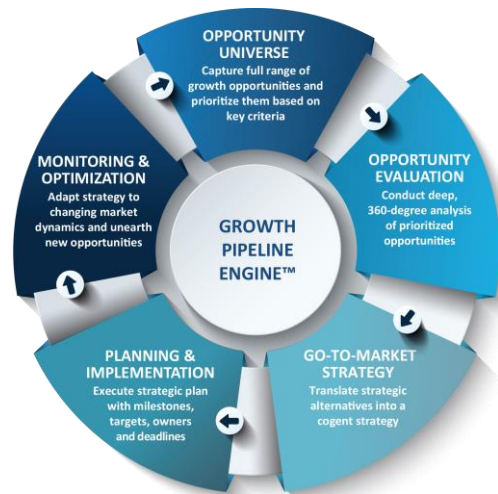 OPPORTUNITY
UNIVERSE
Capture full range of
growth opportunities and
prioritize them based on
key criteria
OPPORTUNITY
EVALUATION
Conduct deep,
360-degree analysis
of prioritized
opportunities
GO-TO-MARKET
STRATEGY
Translate strategic
alternatives into a
cogent strategy
PLANNING &
IMPLEMENTATION
Execute strategic plan
with milestones,
targets, owners
and deadlines
MONITORING &
OPTIMIZATION
Adapt strategy to
changing market
dynamics and unearth
new opportunities
GROWTH
PIPELINE
ENGINE™